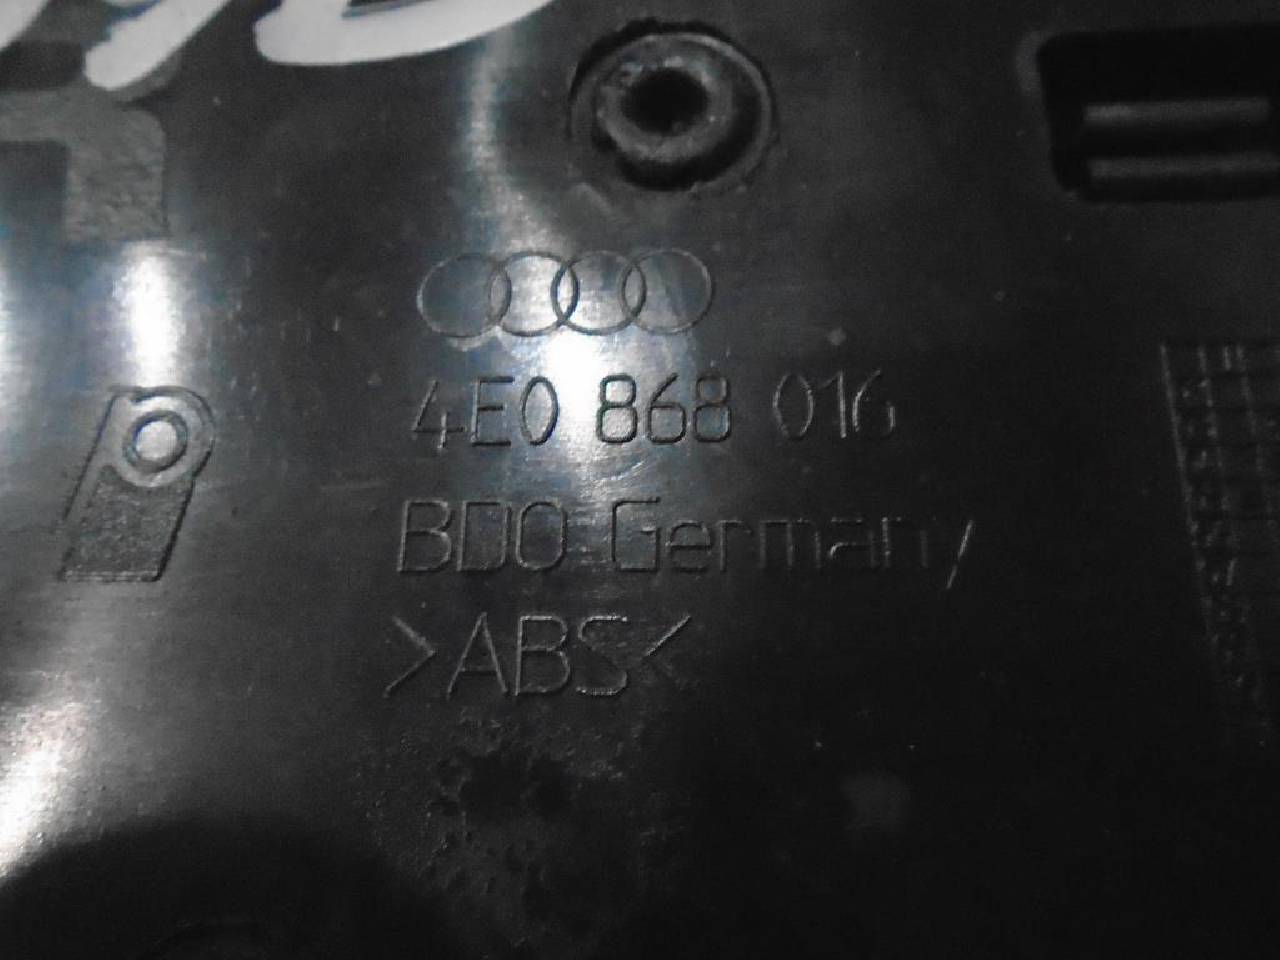 4E0 868 016
BDO Germany
>ABS<